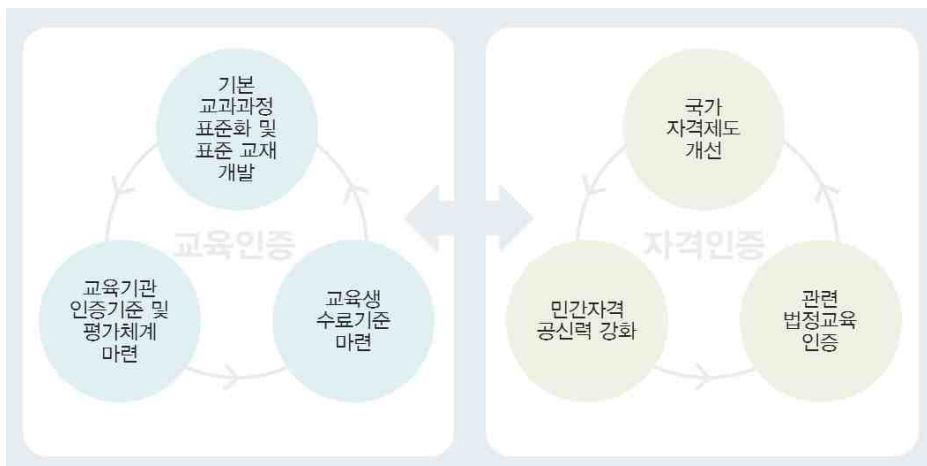 기본
교과과정
표준화 및
표준 교재
개발
교육인증
교육기관
인증기준 및
평가체계
마련
교육생
수료기준
마련
국가
자격제도
개선
자격인증
민간자격
공신력 강화
관련
법정교육
인증